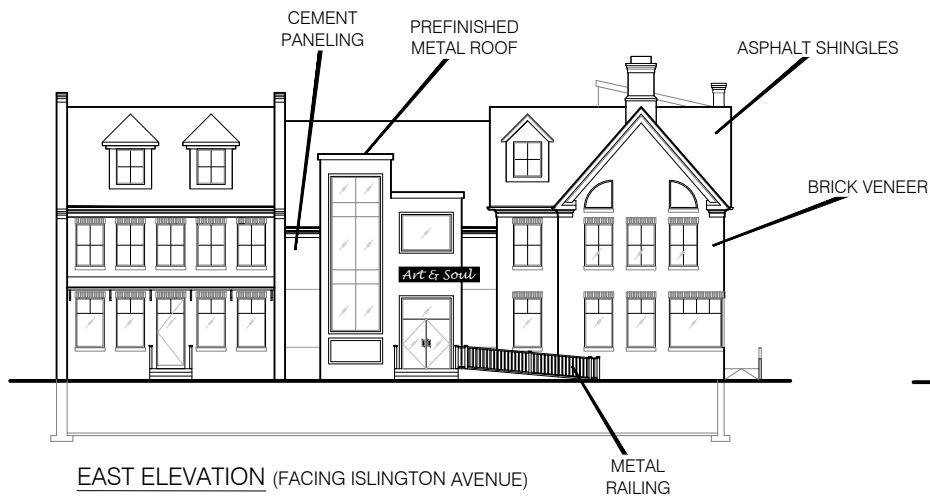 CEMENT
PANELING
PREFINISHED
METAL ROOF
ASPHALT SHINGLES
BRICK VENEER
Art & Soul
METAL
RAILING
EAST ELEVATION (FACING ISLINGTON AVENUE)